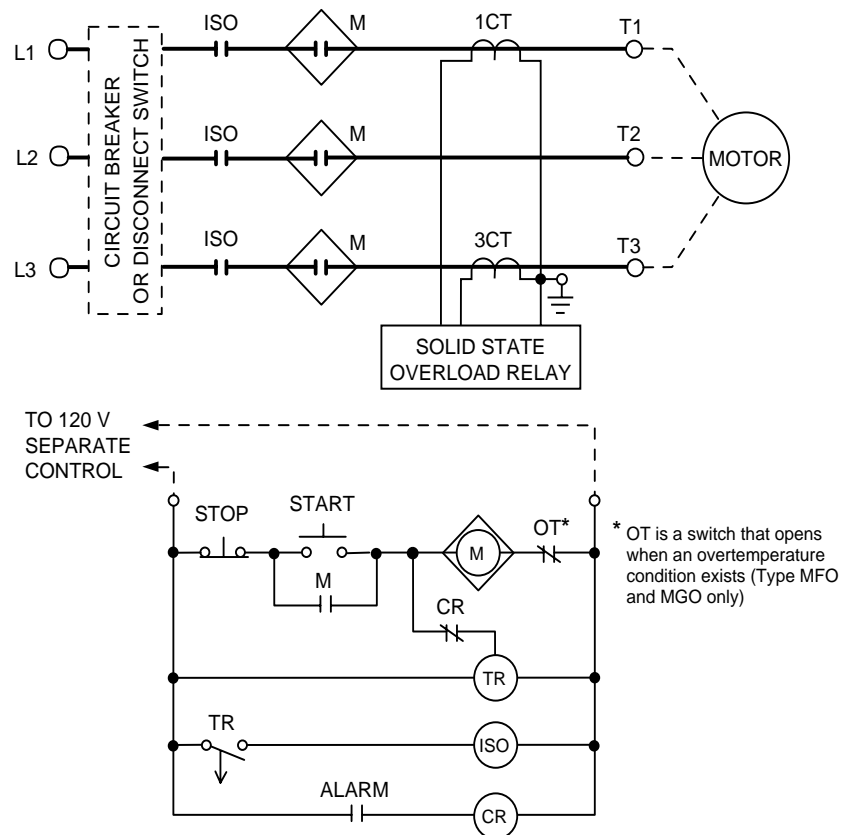 ISO
M
1CT
T1
L1
CIRCUIT BREAKER
OR DISCONNECT SWITCH
ISO
M
T2
L2
MOTOR
ISO
M
3CT
T3
L3
SOLID STATE
OVERLOAD RELAY
TO 120 V
SEPARATE
CONTROL
STOP
START
M
OT*
* OT is a switch that opens
when an overtemperature
condition exists (Type MFO
and MGO only)
M
CR
TR
TR
ISO
ALARM
CR